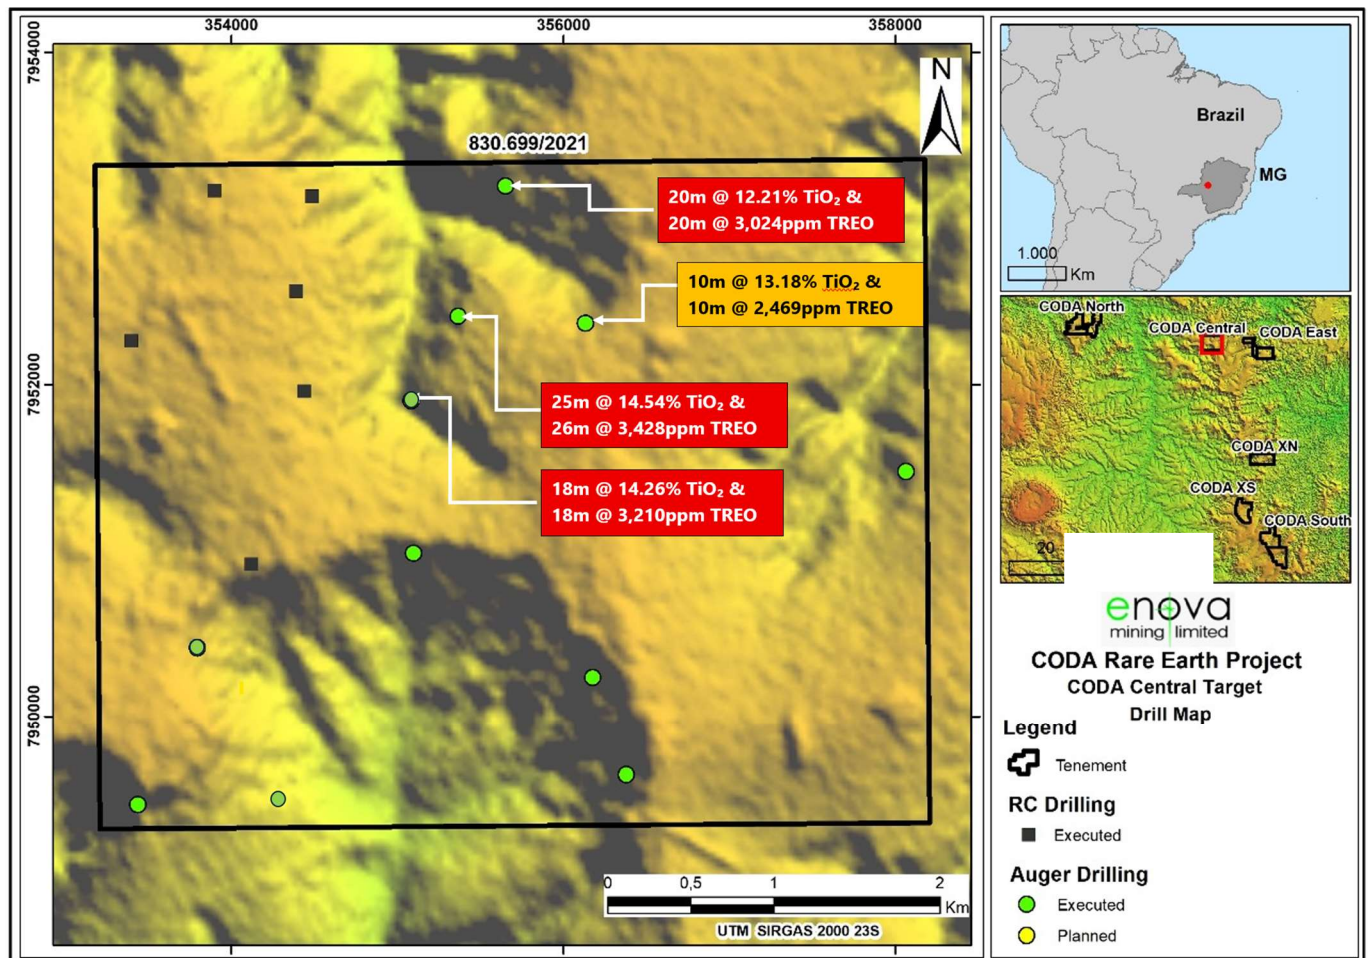 354000
356000
358000
7954000
7952000
7950000
N
830.699/2021
20m @ 12.21% TiO₂ &
20m @ 3,024ppm TREO
10m @ 13.18% TiO₂ &
10m @ 2,469ppm TREO
25m @ 14.54% TiO₂ &
26m @ 3,428ppm TREO
18m @ 14.26% TiO₂ &
18m @ 3,210ppm TREO
0
0,5
1
2
Km
UTM SIRGAS 2000 23S
Brazil
MG
1.000
Km
CODA North
CODA Central
CODA East
CODA XN
CODA XS
CODA South
20
enova
mining limited
CODA Rare Earth Project
CODA Central Target
Drill Map
Legend
Tenement
RC Drilling
Executed
Auger Drilling
Executed
Planned